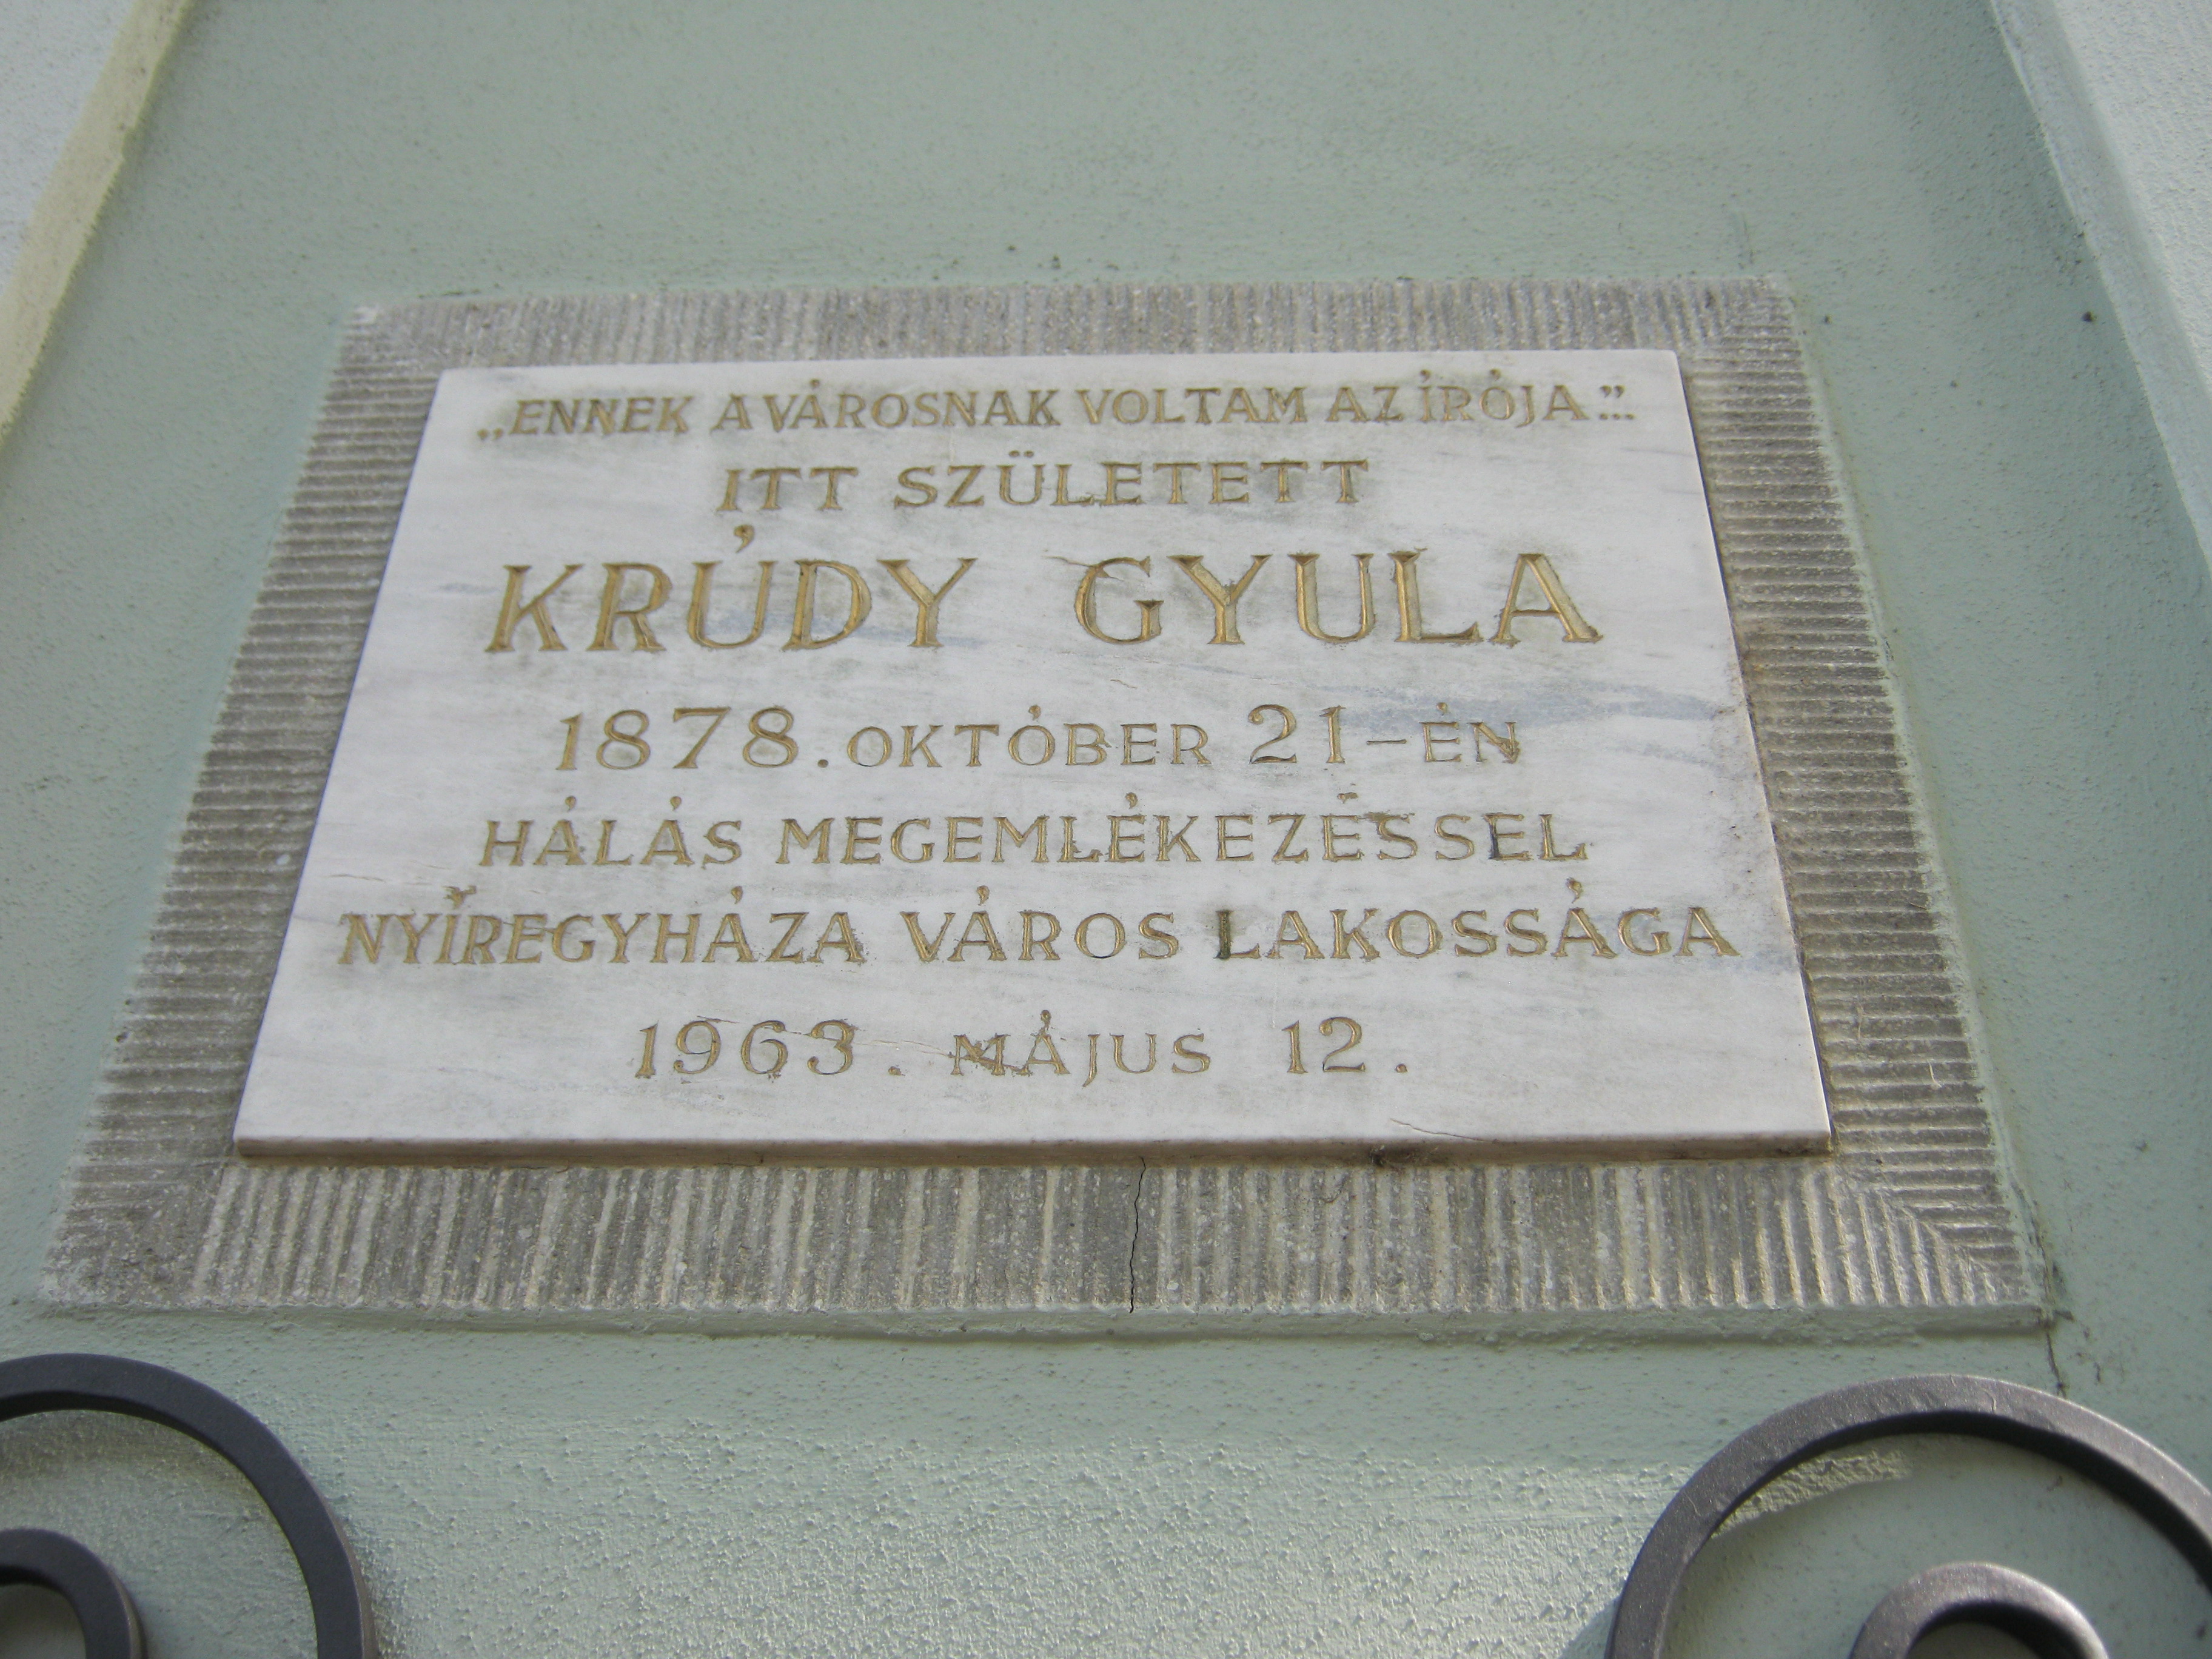 „ENNEK A VÁROSNAK VOLTAM AZ ÍRÓJA"...
ITT SZÜLETETT
KRÚDY GYULA
1878. OKTÓBER 21-ÉN
HÁLÁS MEGEMLÉKEZÉSSEL
NYÍREGYHÁZA VÁROS LAKOSSÁGA
1963. MÁJUS 12.